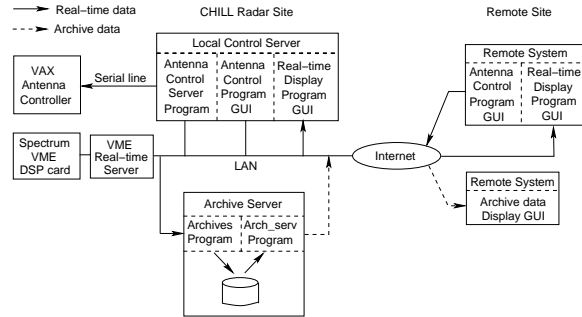 Real-time data
Archive data
CHILL Radar Site
Remote Site
Local Control Server
Antenna Control Server Program
Antenna Control Program GUI
Real-time Display Program GUI
VAX
Antenna
Controller
Serial line
Spectrum
VME
DSP card
VME
Real-time
Server
LAN
Internet
Remote System
Antenna Control Program GUI
Real-time Display Program GUI
Remote System
Archive data
Display GUI
Archive Server
Archives Program
Arch_serv Program